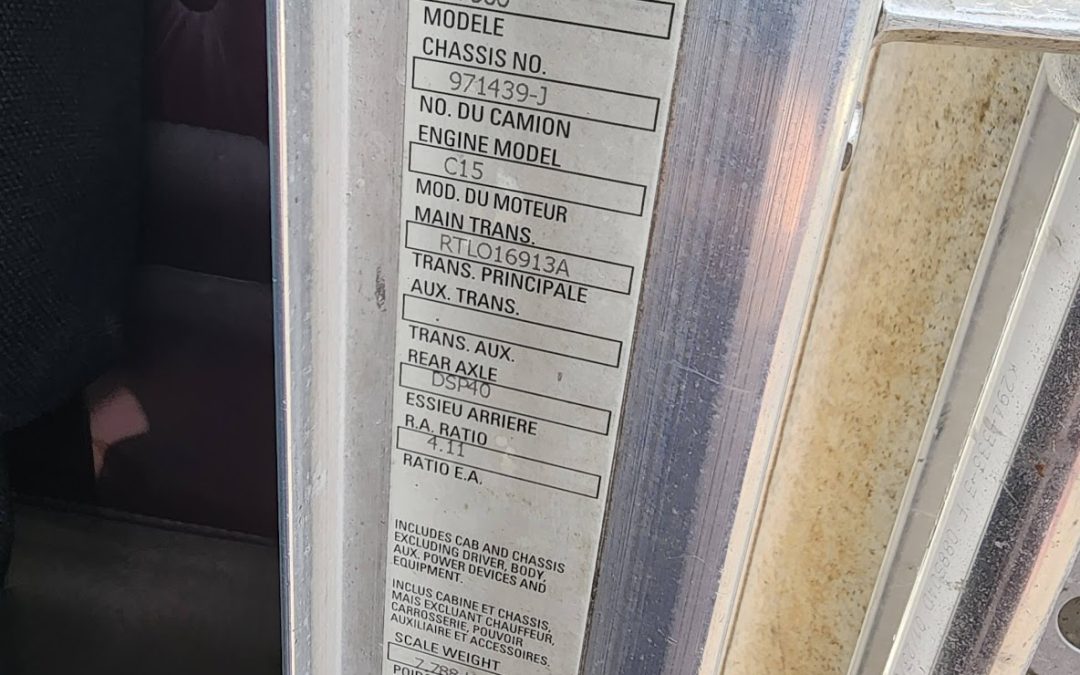 MODELE
CHASSIS NO.
971439-J
NO. DU CAMION
ENGINE MODEL
C15
MOD. DU MOTEUR
MAIN TRANS.
RTLO16913A
TRANS. PRINCIPALE
AUX. TRANS.
TRANS. AUX.
REAR AXLE
DSP40
ESSIEU ARRIERE
R.A. RATIO
4.11
RATIO E.A.
INCLUDES CAB AND CHASSIS
EXCLUDING DRIVER, BODY,
AUX. POWER DEVICES AND
EQUIPMENT.
INCLUS CABINE ET CHASSIS,
MAIS EXCLUANT CHAUFFEUR,
CARROSSERIE, POUVOIR
AUXILIAIRE ET ACCESSOIRES.
SCALE WEIGHT
7,788